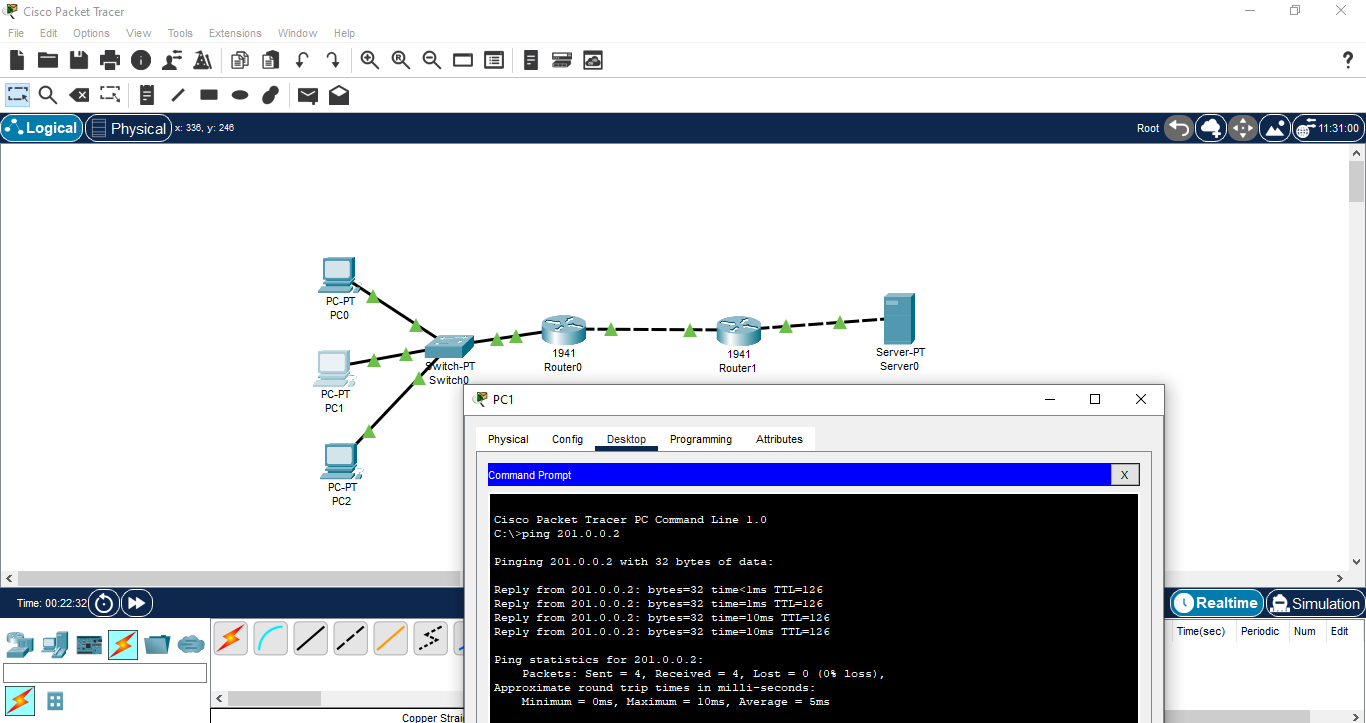 Cisco Packet Tracer
File Edit Options View Tools Extensions Window Help
?
Logical Physical x: 336, y: 246 Root 11:31:00
PC-PT
PC0
PC-PT
PC1
PC-PT
PC2
Switch-PT
Switch0
1941
Router0
1941
Router1
Server-PT
Server0
PC1
Physical Config Desktop Programming Attributes
Command Prompt X
Cisco Packet Tracer PC Command Line 1.0
C:\>ping 201.0.0.2
Pinging 201.0.0.2 with 32 bytes of data:
Reply from 201.0.0.2: bytes=32 time<1ms TTL=126
Reply from 201.0.0.2: bytes=32 time=1ms TTL=126
Reply from 201.0.0.2: bytes=32 time=10ms TTL=126
Reply from 201.0.0.2: bytes=32 time=10ms TTL=126
Ping statistics for 201.0.0.2:
Packets: Sent = 4, Received = 4, Lost = 0 (0% loss),
Approximate round trip times in milli-seconds:
Minimum = 0ms, Maximum = 10ms, Average = 5ms
Time: 00:22:32
Realtime Simulation
Time(sec) Periodic Num Edit
Copper Strai